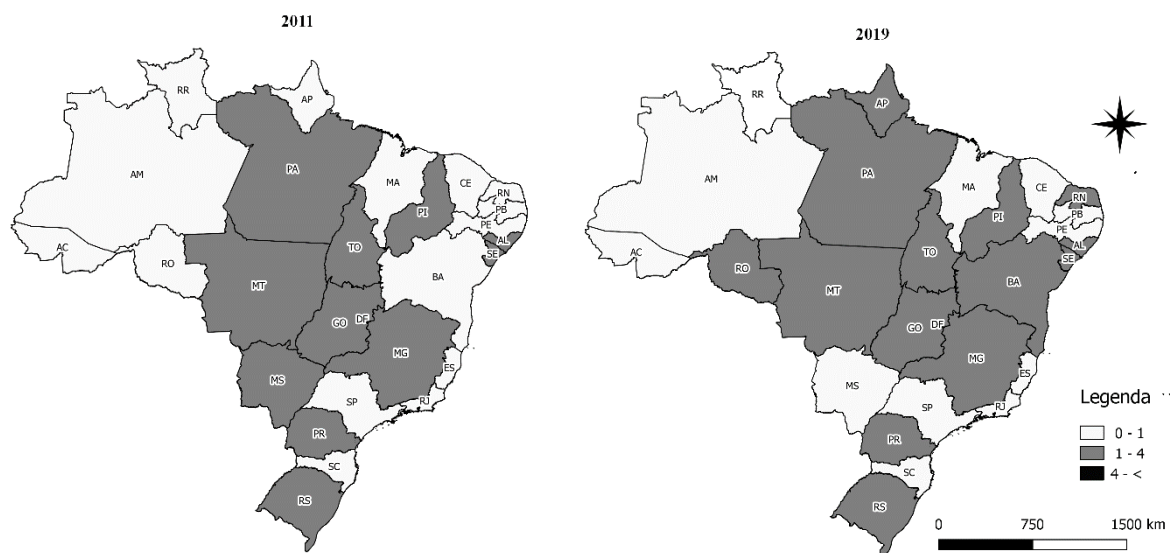 2011
RR
AP
AM
PA
MA
CE
RN
PB
PE
PI
AL
SE
AC
RO
TO
BA
MT
GO
DF
MG
ES
MS
SP
RJ
PR
SC
RS
2019
RR
AP
AM
PA
MA
CE
RN
PB
PE
PI
AL
SE
AC
RO
TO
BA
MT
GO
DF
MG
ES
MS
SP
RJ
PR
SC
RS
Legenda
0 - 1
1 - 4
4 - <
0 750 1500 km